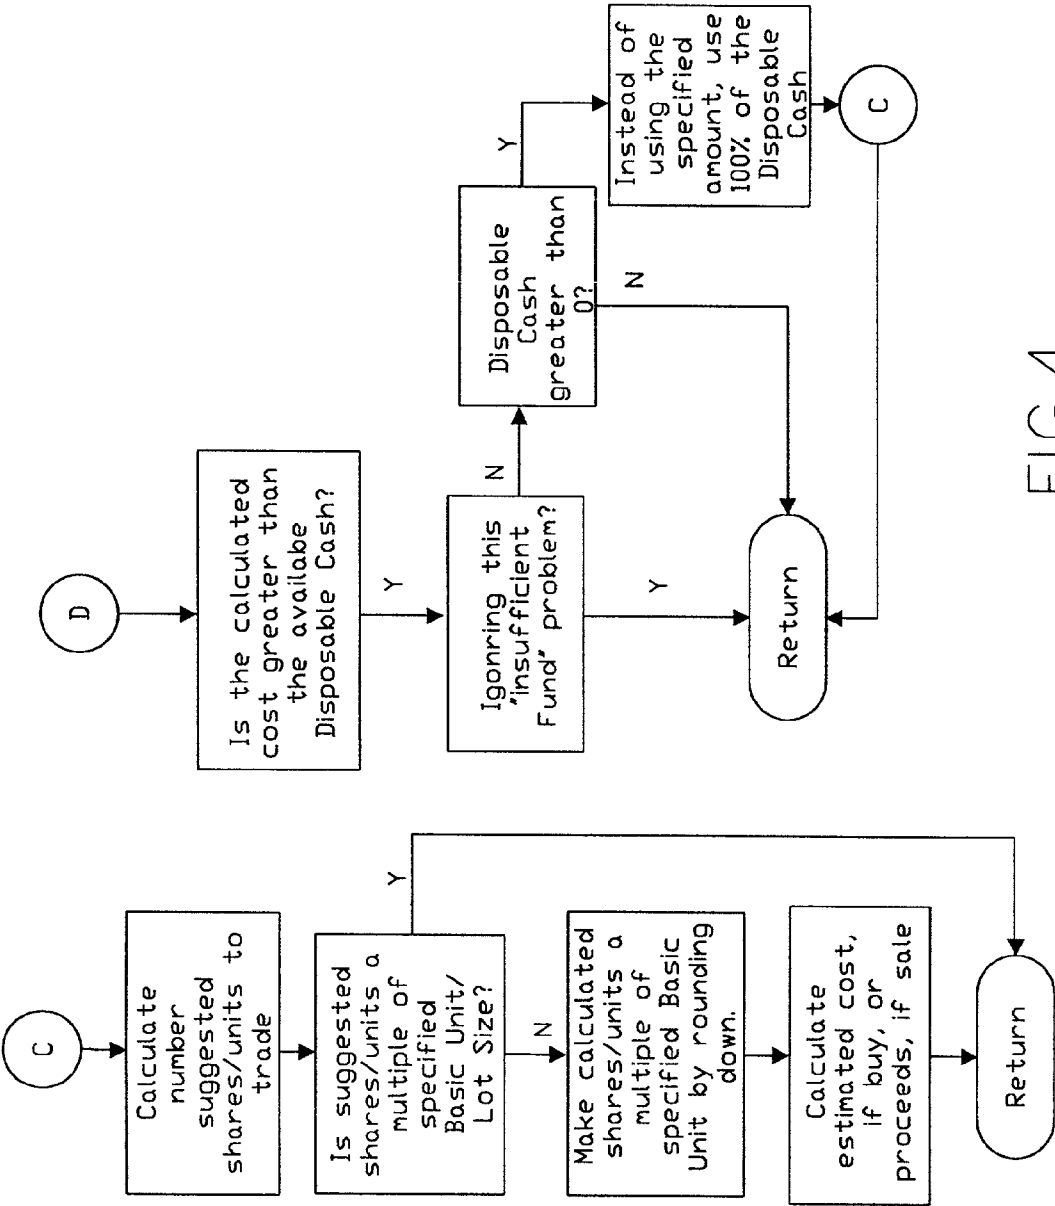 C
Calculate
number
suggested
shares/units to
trade
Is suggested
shares/units a
multiple of
specified
Basic Unit/
Lot Size?
Y
N
Make calculated
shares/units a
multiple of
specified Basic
Unit by rounding
down.
Calculate
estimated cost,
if buy, or
proceeds, if sale
Return
D
Is the calculated
cost greater than
the availabe
Disposable Cash?
Y
Igonring this
"insufficient
Fund" problem?
N
Y
Disposable
Cash
greater than
0?
Y
N
Instead of
using the
specified
amount, use
100% of the
Disposable
Cash
C
Return
FIG 4